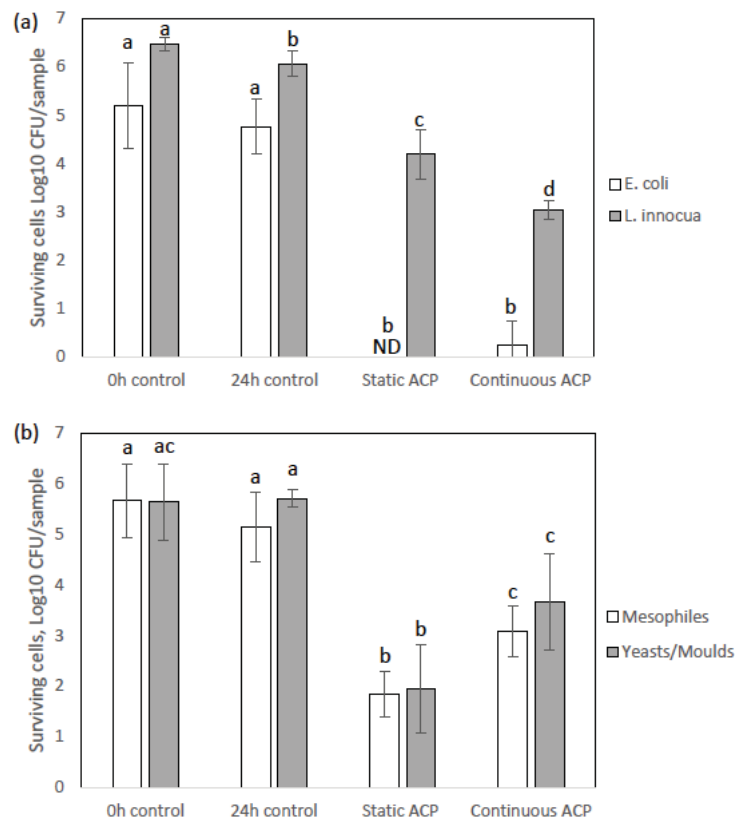 (a)
Surviving cells Log10 CFU/sample
7
6
5
4
3
2
1
0
a
a
a
b
b
ND
c
b
d
0h control
24h control
Static ACP
Continuous ACP
E. coli
L. innocua
(b)
Surviving cells, Log10 CFU/sample
7
6
5
4
3
2
1
0
a
ac
a
a
b
b
c
c
0h control
24h control
Static ACP
Continuous ACP
Mesophiles
Yeasts/Moulds